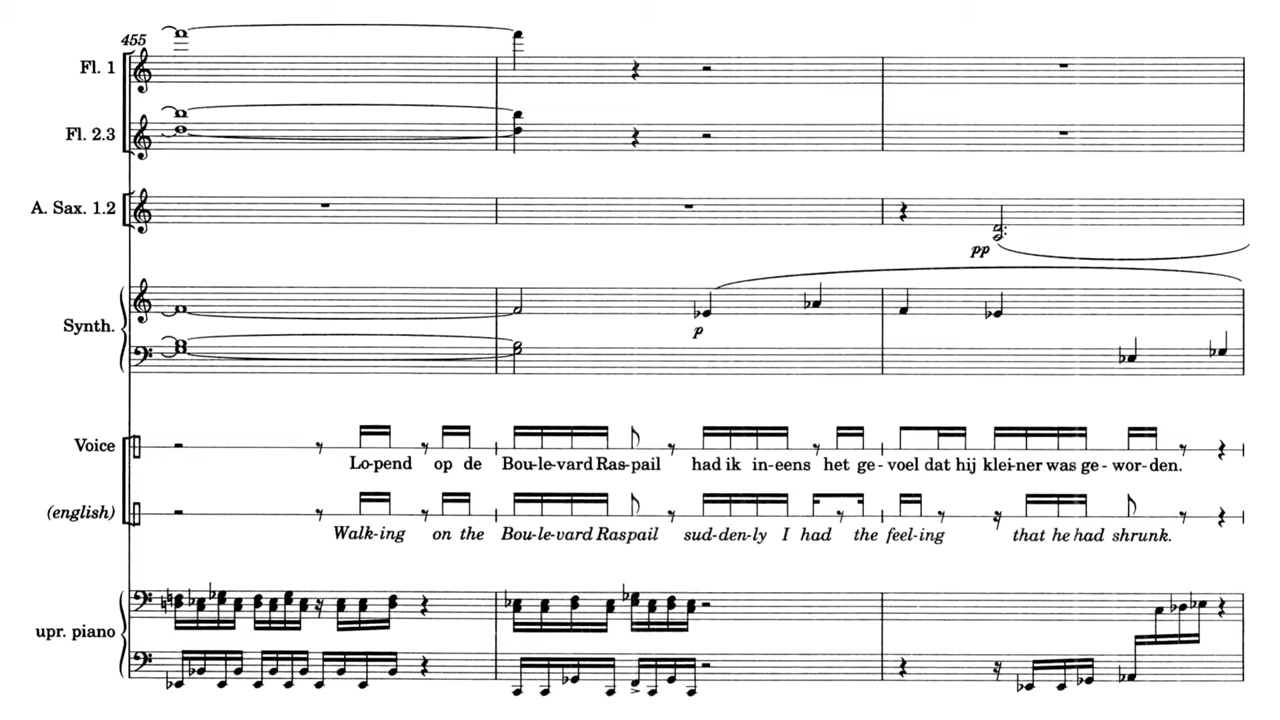 455
Fl. 1
Fl. 2.3
A. Sax. 1.2
pp
Synth.
p
Voice
Lo-pend op de Bou-le-vard Ras-pail had ik in-eens het ge-voel dat hij klei-ner was ge-wor-den.
(english)
Walk-ing on the Bou-le-vard Raspail sud-den-ly I had the feel-ing that he had shrunk.
upr. piano